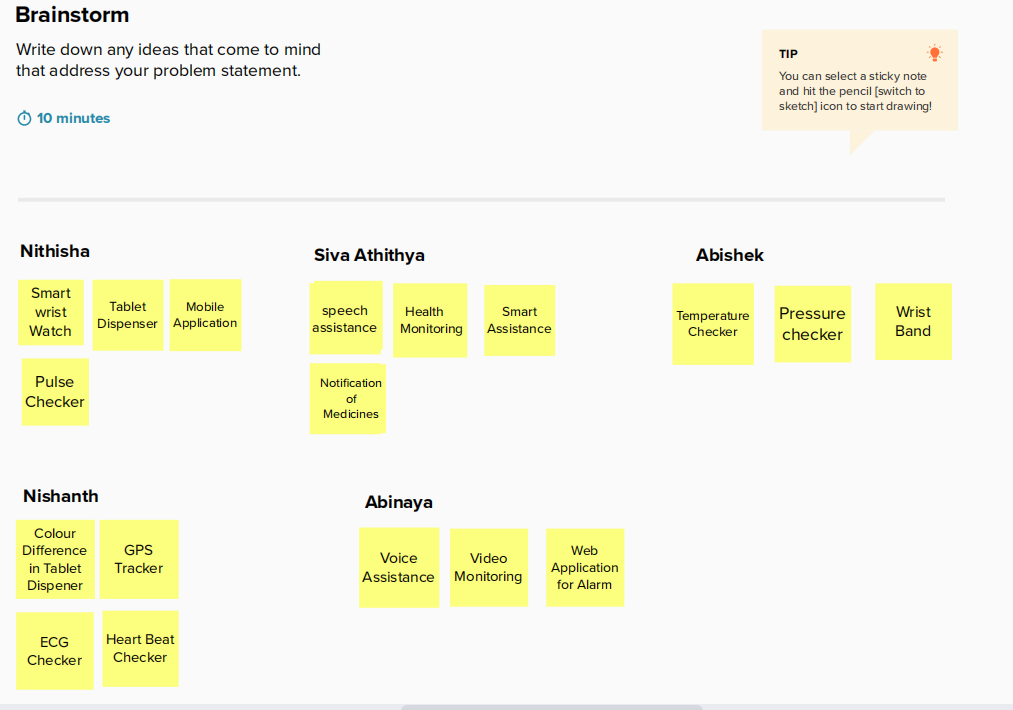 Brainstorm
Write down any ideas that come to mind
that address your problem statement.
10 minutes
TIP
You can select a sticky note
and hit the pencil [switch to
sketch] icon to start drawing!
Nithisha
Smart
wrist
Watch
Tablet
Dispenser
Mobile
Application
Pulse
Checker
Siva Athithya
speech
assistance
Health
Monitoring
Smart
Assistance
Notification
of
Medicines
Abishek
Temperature
Checker
Pressure
checker
Wrist
Band
Nishanth
Colour
Difference
in Tablet
Dispener
GPS
Tracker
ECG
Checker
Heart Beat
Checker
Abinaya
Voice
Assistance
Video
Monitoring
Web
Application
for Alarm